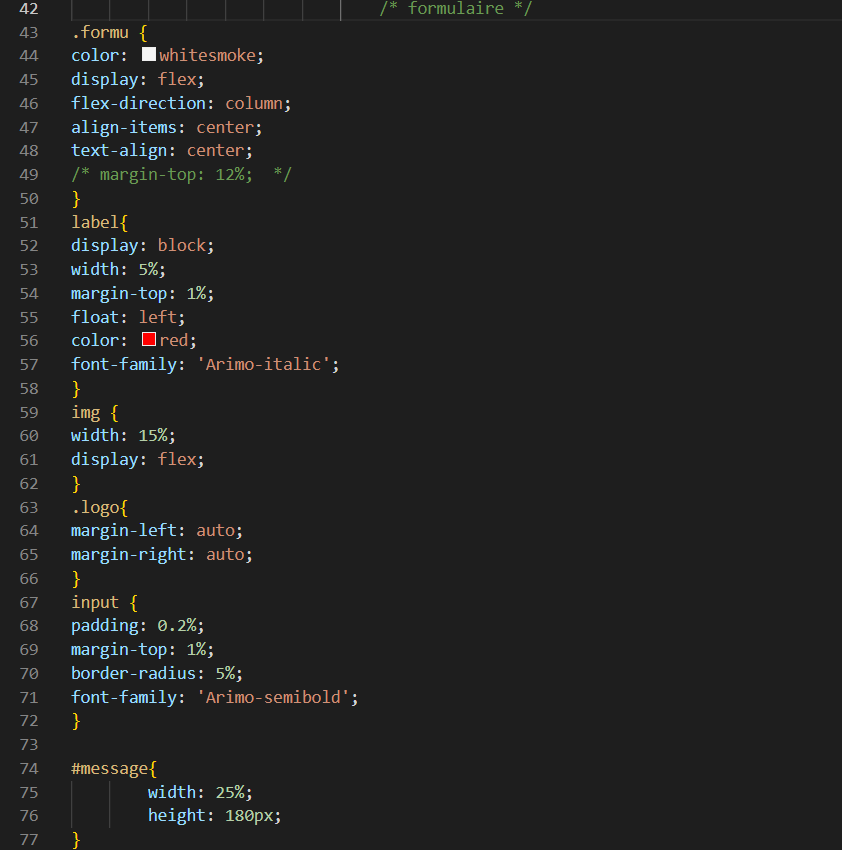 42 /* formulaire */
43 .formu {
44 color: whitesmoke;
45 display: flex;
46 flex-direction: column;
47 align-items: center;
48 text-align: center;
49 /* margin-top: 12%;  */
50 }
51 label{
52 display: block;
53 width: 5%;
54 margin-top: 1%;
55 float: left;
56 color: red;
57 font-family: 'Arimo-italic';
58 }
59 img {
60 width: 15%;
61 display: flex;
62 }
63 .logo{
64 margin-left: auto;
65 margin-right: auto;
66 }
67 input {
68 padding: 0.2%;
69 margin-top: 1%;
70 border-radius: 5%;
71 font-family: 'Arimo-semibold';
72 }
73
74 #message{
75 width: 25%;
76 height: 180px;
77 }